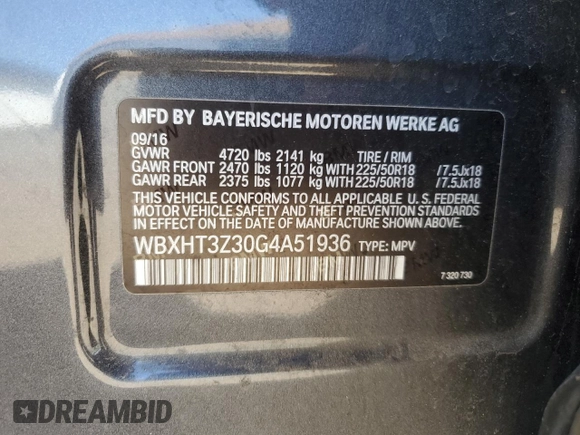 MFD BY BAYERISCHE MOTOREN WERKE AG
09/16
GVWR 4720 lbs 2141 kg TIRE / RIM
GAWR FRONT 2470 lbs 1120 kg WITH 225/50R18 /7.5Jx18
GAWR REAR 2375 lbs 1077 kg WITH 225/50R18 /7.5Jx18
THIS VEHICLE CONFORMS TO ALL APPLICABLE U. S. FEDERAL
MOTOR VEHICLE SAFETY, BUMPER, AND THEFT PREVENTION
STANDARDS IN EFFECT ON THE DATE OF MANUFACTURE SHOWN ABOVE.
WBXHT3Z30G4A51936 TYPE: MPV
7 320 730
DREAMBID